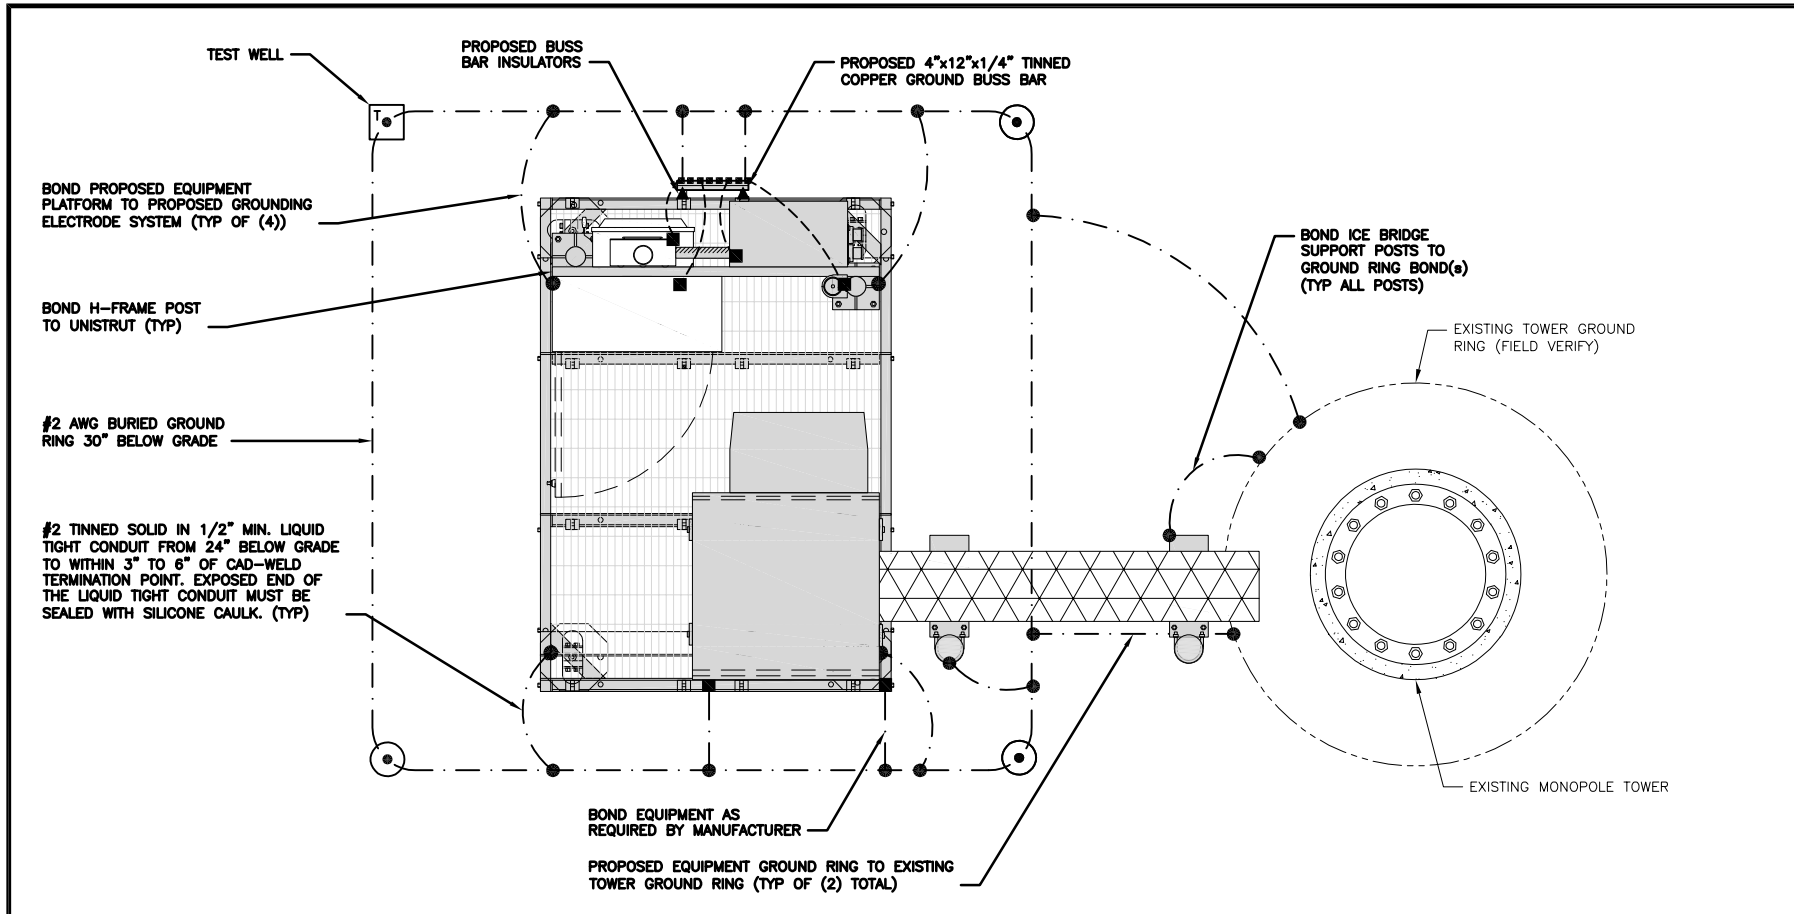 TEST WELL
PROPOSED BUSS
BAR INSULATORS
PROPOSED 4"x12"x1/4" TINNED
COPPER GROUND BUSS BAR
T
BOND PROPOSED EQUIPMENT
PLATFORM TO PROPOSED GROUNDING
ELECTRODE SYSTEM (TYP OF (4))
BOND ICE BRIDGE
SUPPORT POSTS TO
GROUND RING BOND(s)
(TYP ALL POSTS)
BOND H-FRAME POST
TO UNISTRUT (TYP)
EXISTING TOWER GROUND
RING (FIELD VERIFY)
#2 AWG BURIED GROUND
RING 30" BELOW GRADE
#2 TINNED SOLID IN 1/2" MIN. LIQUID
TIGHT CONDUIT FROM 24" BELOW GRADE
TO WITHIN 3" TO 6" OF CAD-WELD
TERMINATION POINT. EXPOSED END OF
THE LIQUID TIGHT CONDUIT MUST BE
SEALED WITH SILICONE CAULK. (TYP)
EXISTING MONOPOLE TOWER
BOND EQUIPMENT AS
REQUIRED BY MANUFACTURER
PROPOSED EQUIPMENT GROUND RING TO EXISTING
TOWER GROUND RING (TYP OF (2) TOTAL)